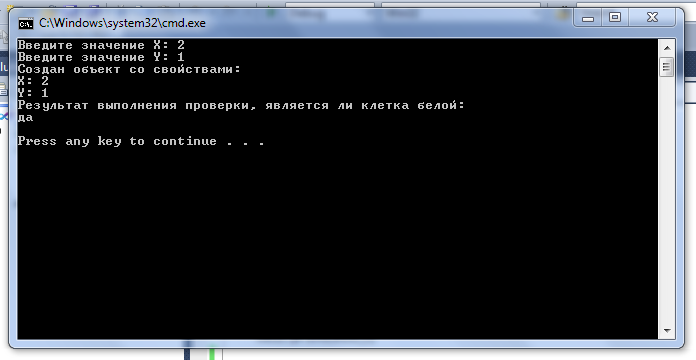 C:\Windows\system32\cmd.exe
Введите значение X: 2
Введите значение Y: 1
Создан объект со свойствами:
X: 2
Y: 1
Результат выполнения проверки, является ли клетка белой:
да
Press any key to continue . . .